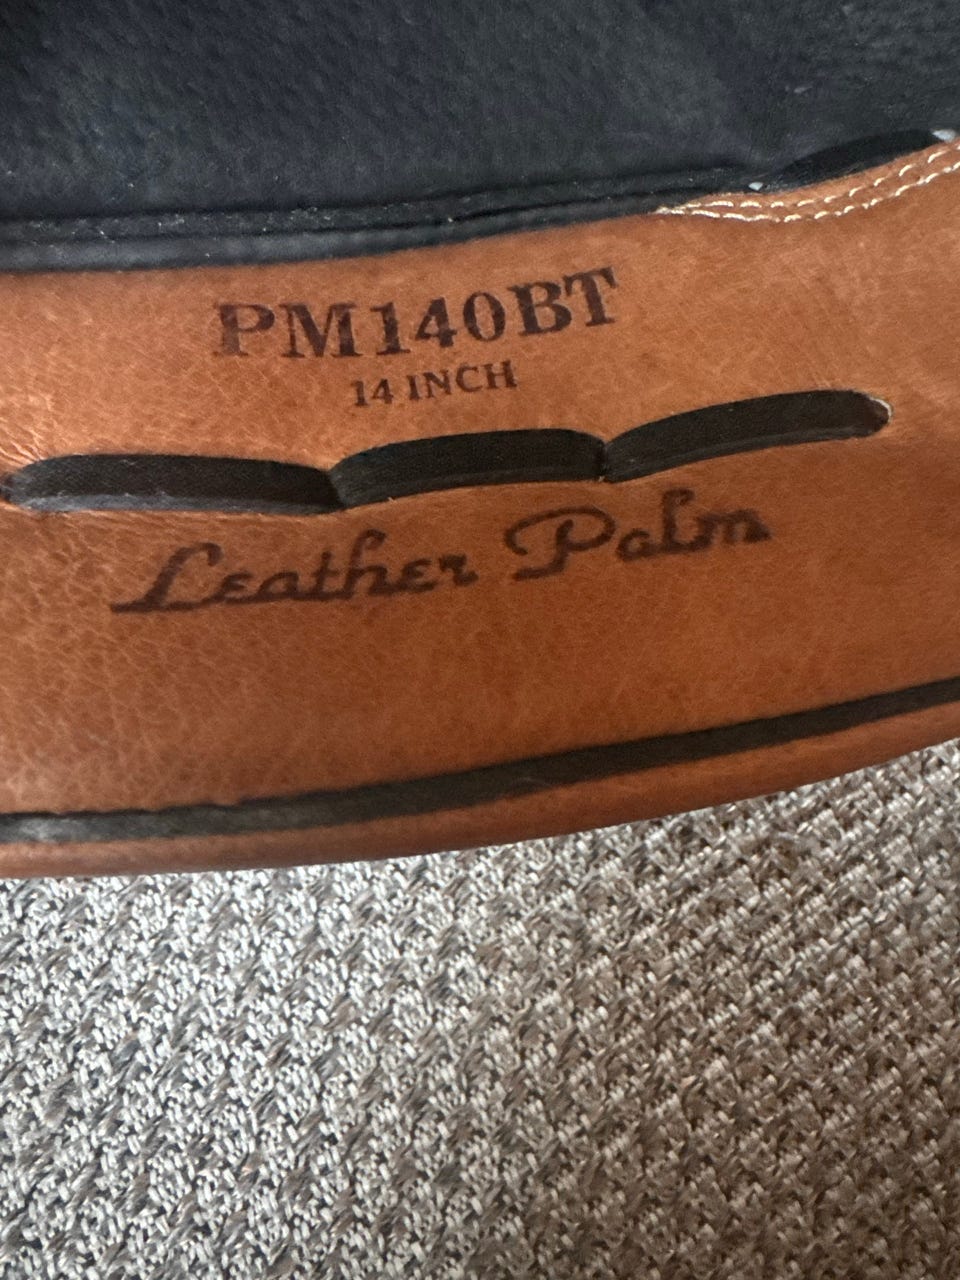 PM140BT
14 INCH
Leather Palm